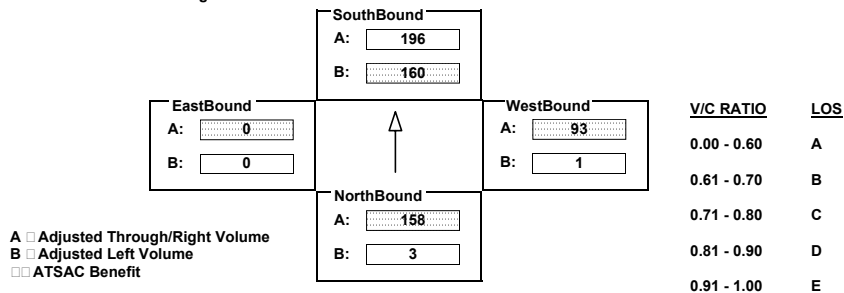 SouthBound
A: 196
B: 160
EastBound
A: 0
B: 0
WestBound
A: 93
B: 1
NorthBound
A: 158
B: 3
A □ Adjusted Through/Right Volume
B □ Adjusted Left Volume
□□ ATSAC Benefit
V/C RATIO LOS
0.00 - 0.60 A
0.61 - 0.70 B
0.71 - 0.80 C
0.81 - 0.90 D
0.91 - 1.00 E